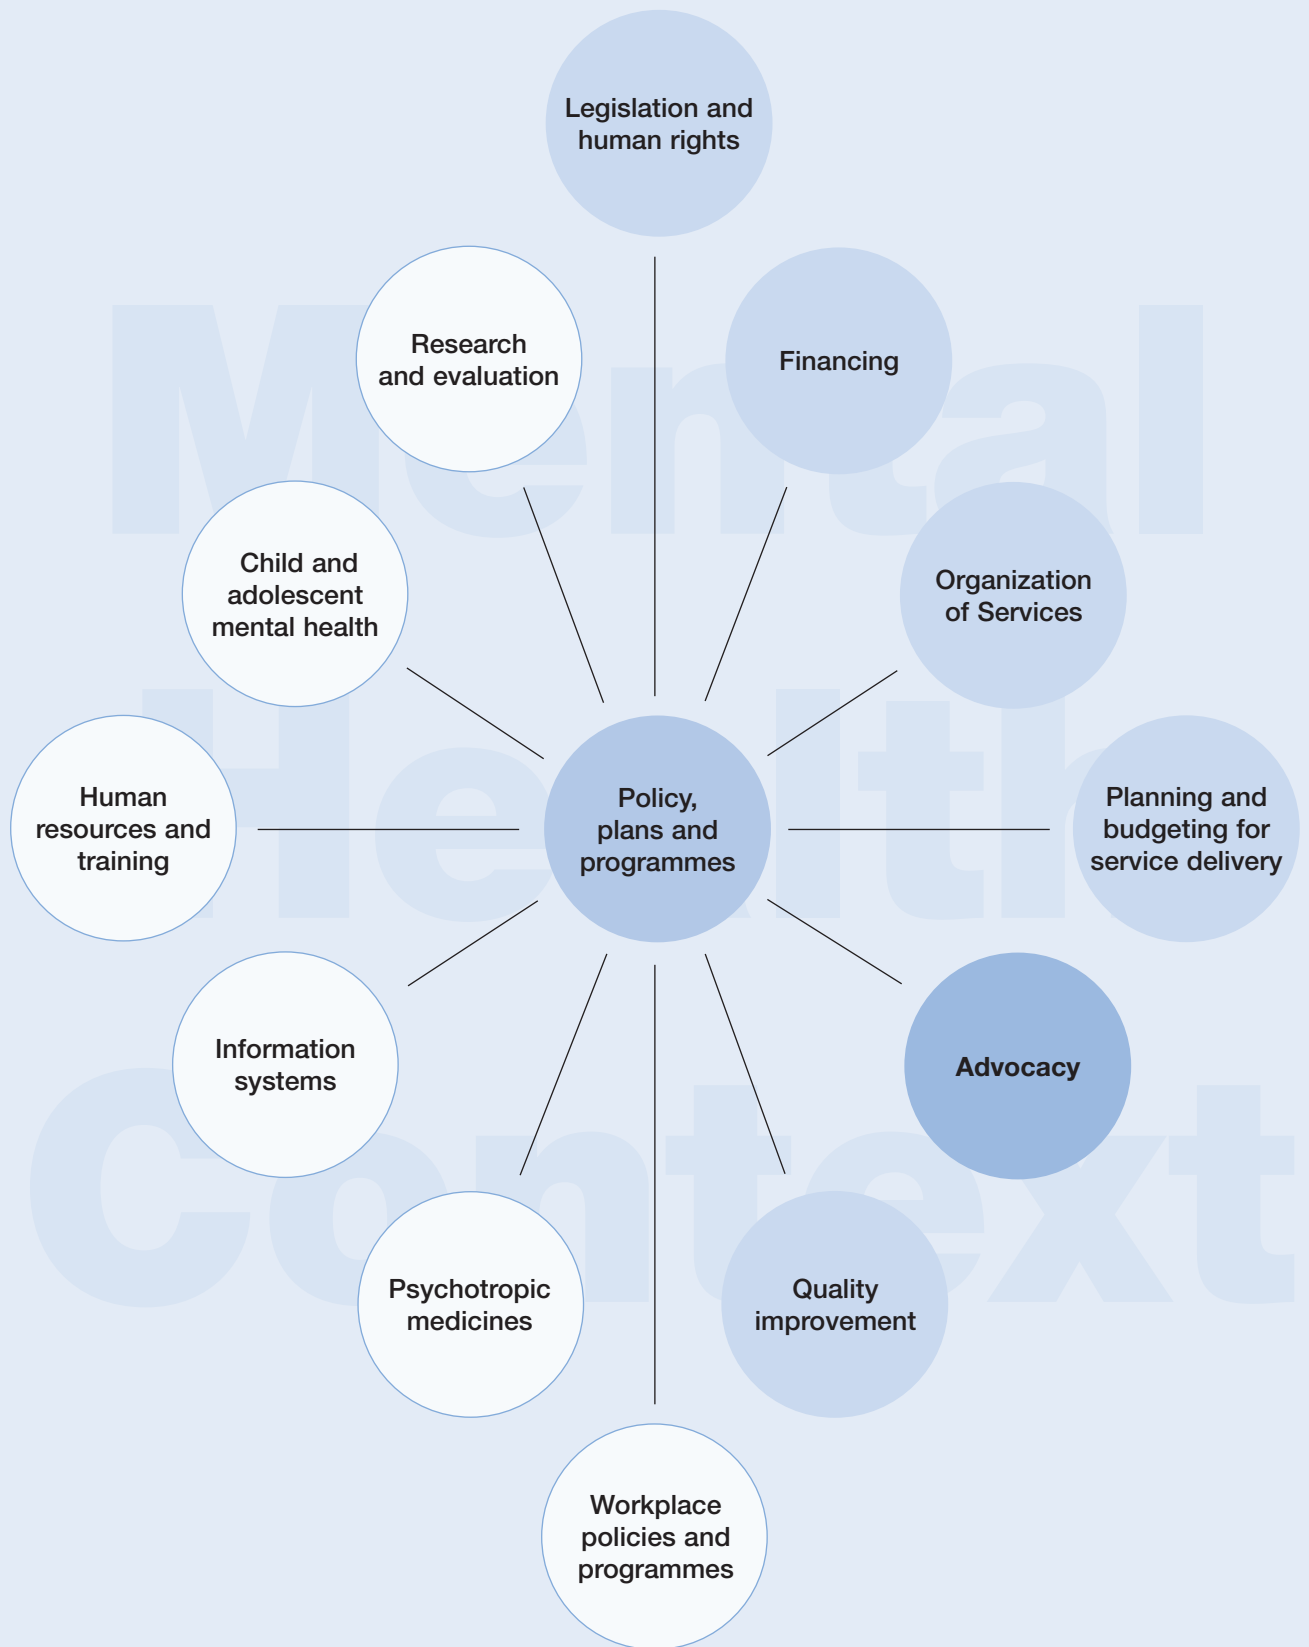 Mental
Health
Context
Legislation and
human rights
Research
and evaluation
Financing
Child and
adolescent
mental health
Organization
of Services
Human
resources and
training
Policy,
plans and
programmes
Planning and
budgeting for
service delivery
Information
systems
Advocacy
Psychotropic
medicines
Quality
improvement
Workplace
policies and
programmes